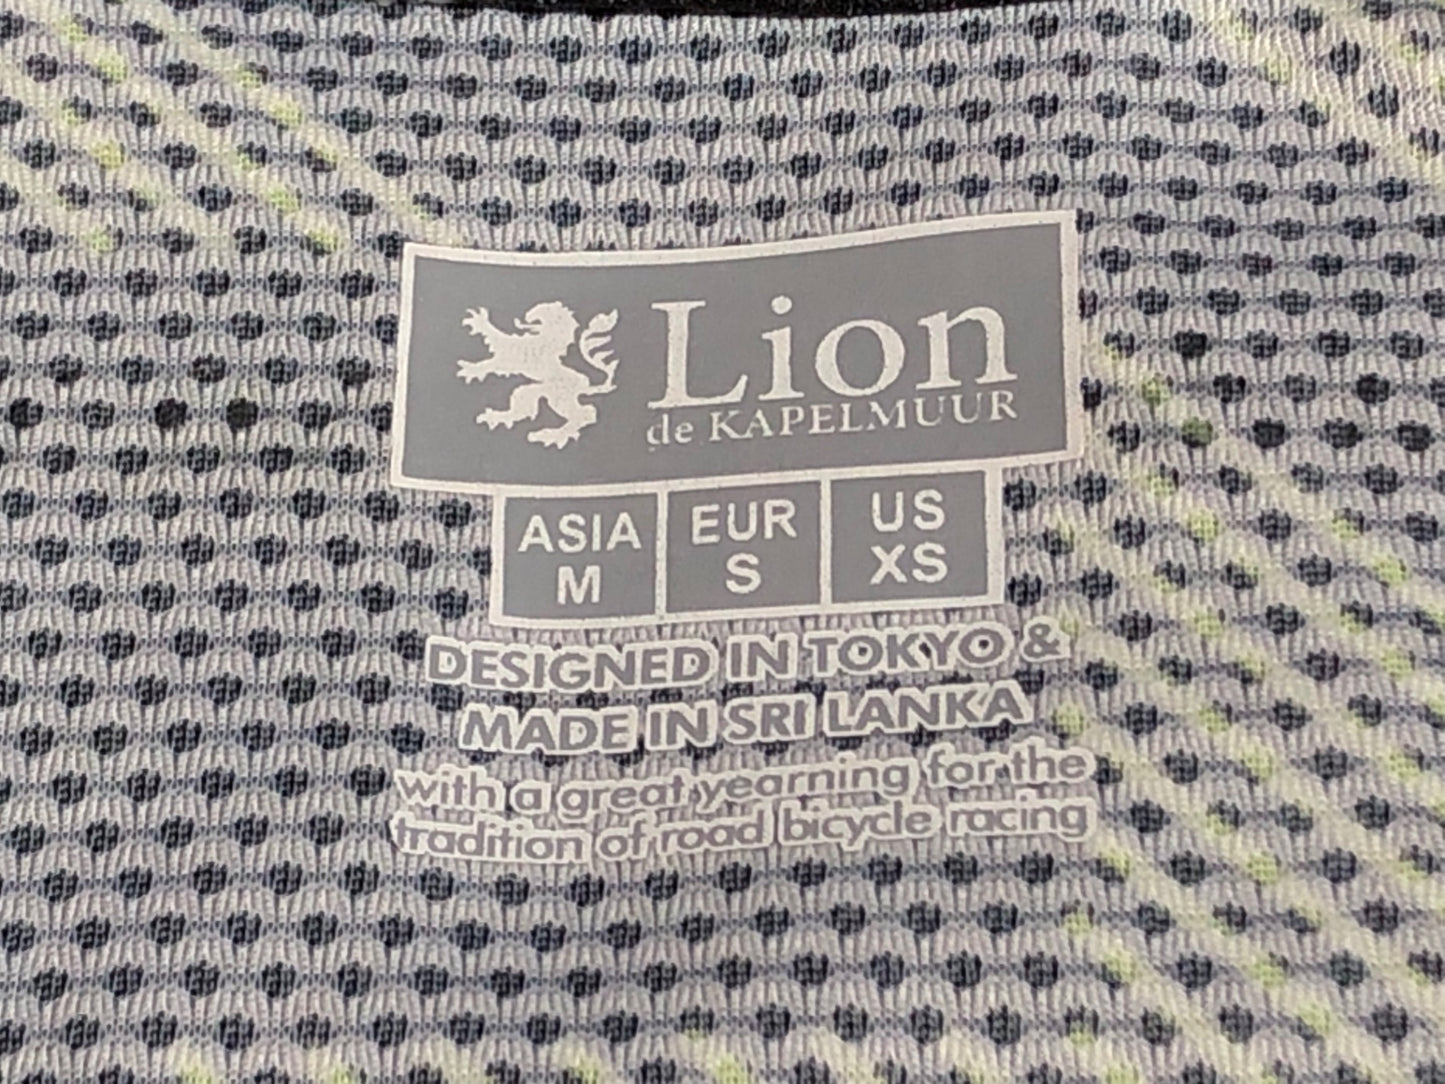 Lion
de KAPELMUUR
ASIA EUR US
M S XS
DESIGNED IN TOKYO &
MADE IN SRI LANKA
with a great yearning for the
tradition of road bicycle racing